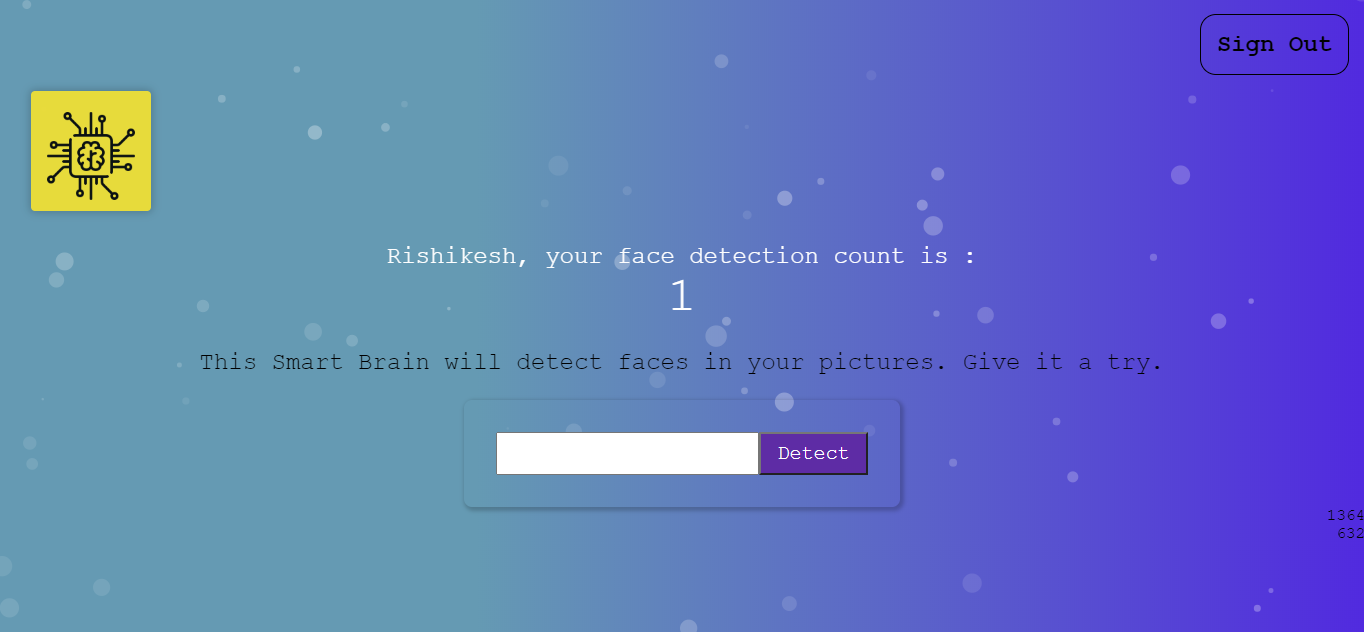 Sign Out
Rishikesh, your face detection count is :
1
This Smart Brain will detect faces in your pictures. Give it a try.
Detect
1364
632